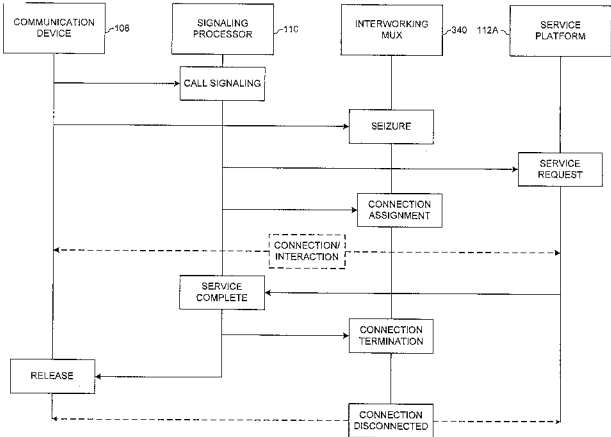 COMMUNICATION
DEVICE
106
SIGNALING
PROCESSOR
110
INTERWORKING
MUX
340
112A
SERVICE
PLATFORM
CALL SIGNALING
SEIZURE
SERVICE
REQUEST
CONNECTION
ASSIGNMENT
CONNECTION/
INTERACTION
SERVICE
COMPLETE
CONNECTION
TERMINATION
RELEASE
CONNECTION
DISCONNECTED